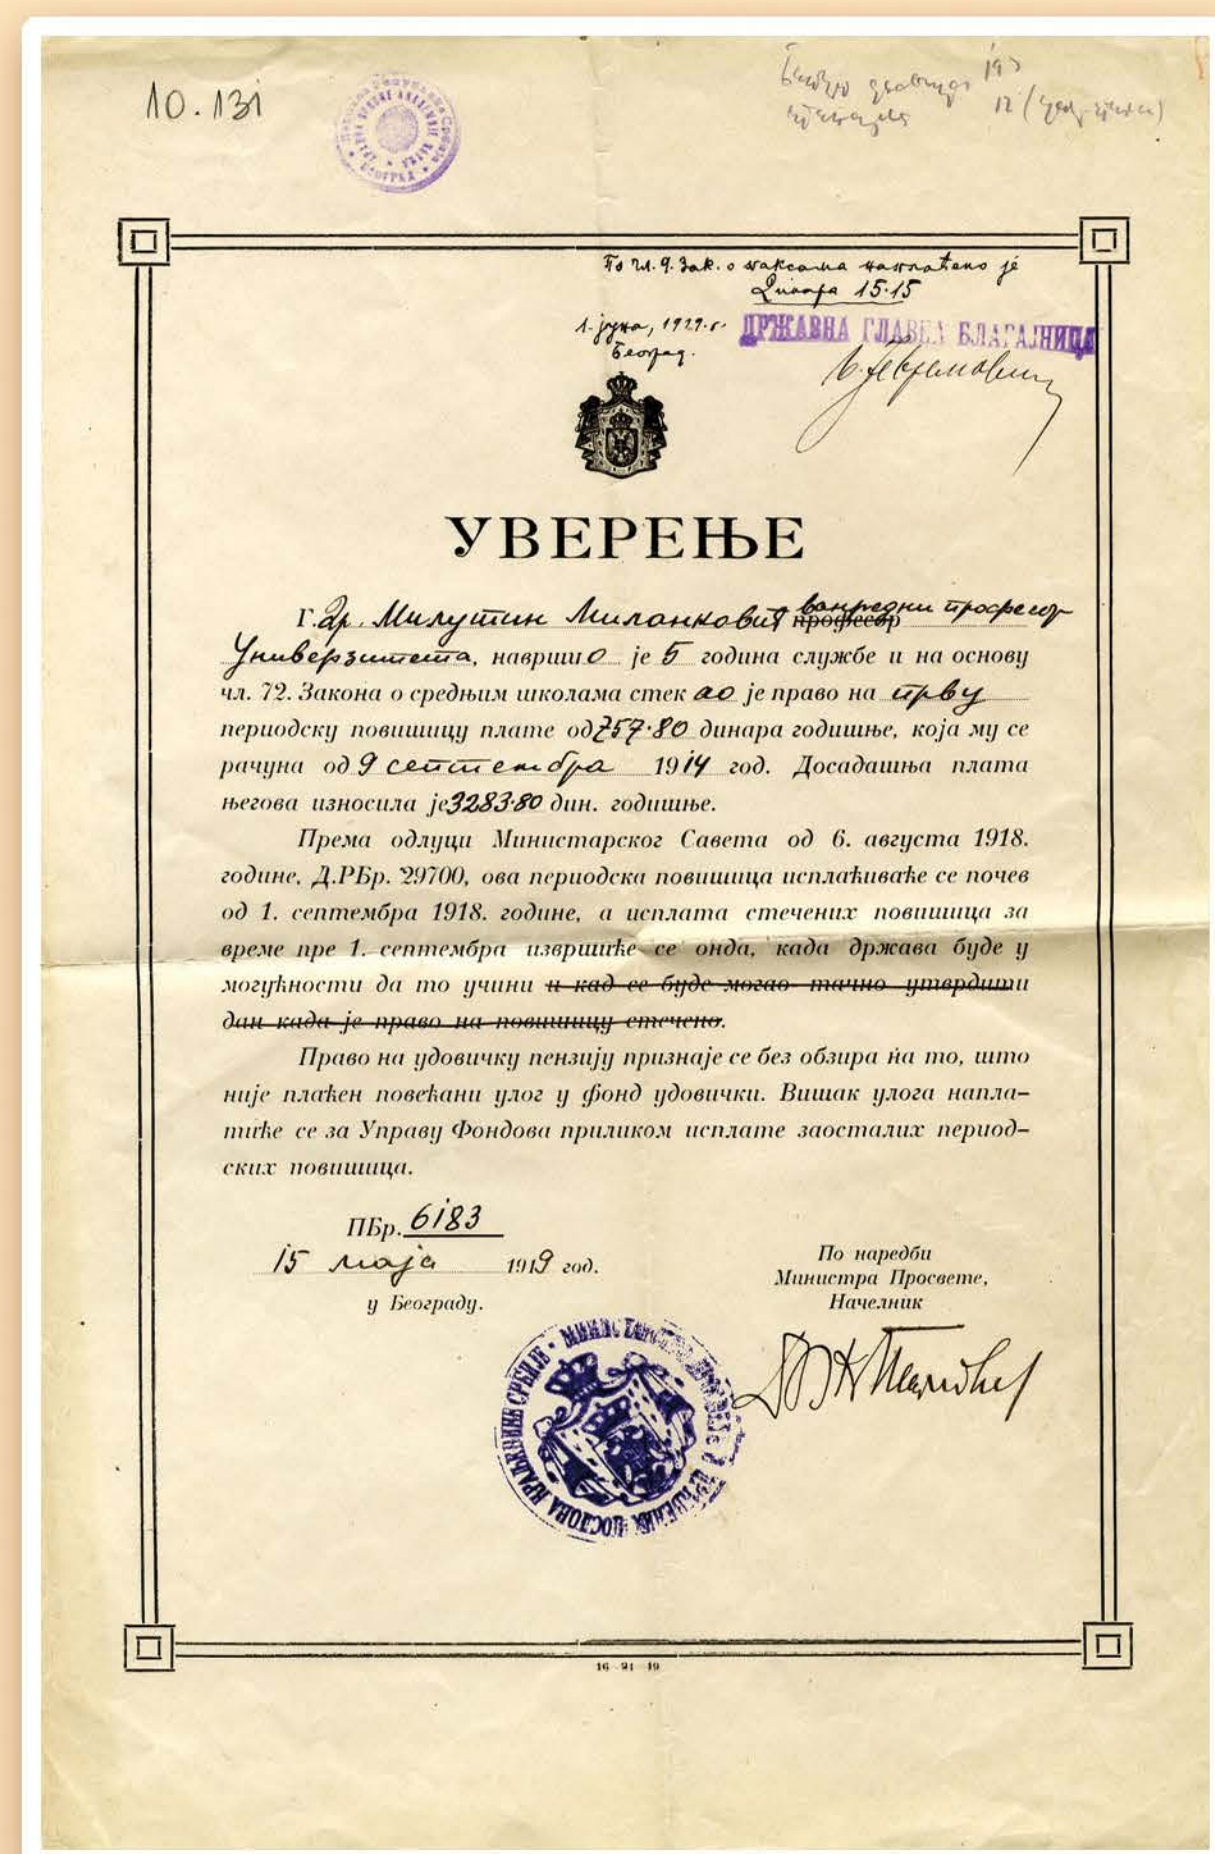 10.131
По чл. 9. Зак. о таксама наплаћено је
Динара 15.15
1. јуна, 1929. г.
ДРЖАВНА ГЛАВНА БЛАГАЈНИЦА
Београд.
УВЕРЕЊЕ
Г. Др. Милутин Миланковић професор ванредни професор
Универзитета, навршио је 5 година службе и на основу
чл. 72. Закона о средњим школама стекао је право на прву
периодску повишицу плате од 757.80 динара годишње, која му се
рачуна од 9 септембра 1914 год. Досадашња плата
његова износила је 3283.80 дин. годишње.
Према одлуци Министарског Савета од 6. августа 1918.
године, Д.РБр. 29700, ова периодска повишица исплаћиваће се почев
од 1. септембра 1918. године, а исплата стечених повишица за
време пре 1. септембра извршиће се онда, када држава буде у
могућности да то учини и кад се буде могао тачно утврдити
дан када је право на повишицу стечено.
Право на удовичку пензију признаје се без обзира на то, што
није плаћен повећани улог у фонд удовички. Вишак улога напла-
тиће се за Управу Фондова приликом исплате заосталих период-
ских повишица.
ПБр. 6183
15 маја 1919 год.
у Београду.
По наредби
Министра Просвете,
Начелник
МИНИСТАРСТВО ПРОСВЕТЕ И ЦРКВЕНИХ ПОСЛОВА КРАЉЕВИНЕ СРБИЈЕ
16 21 19